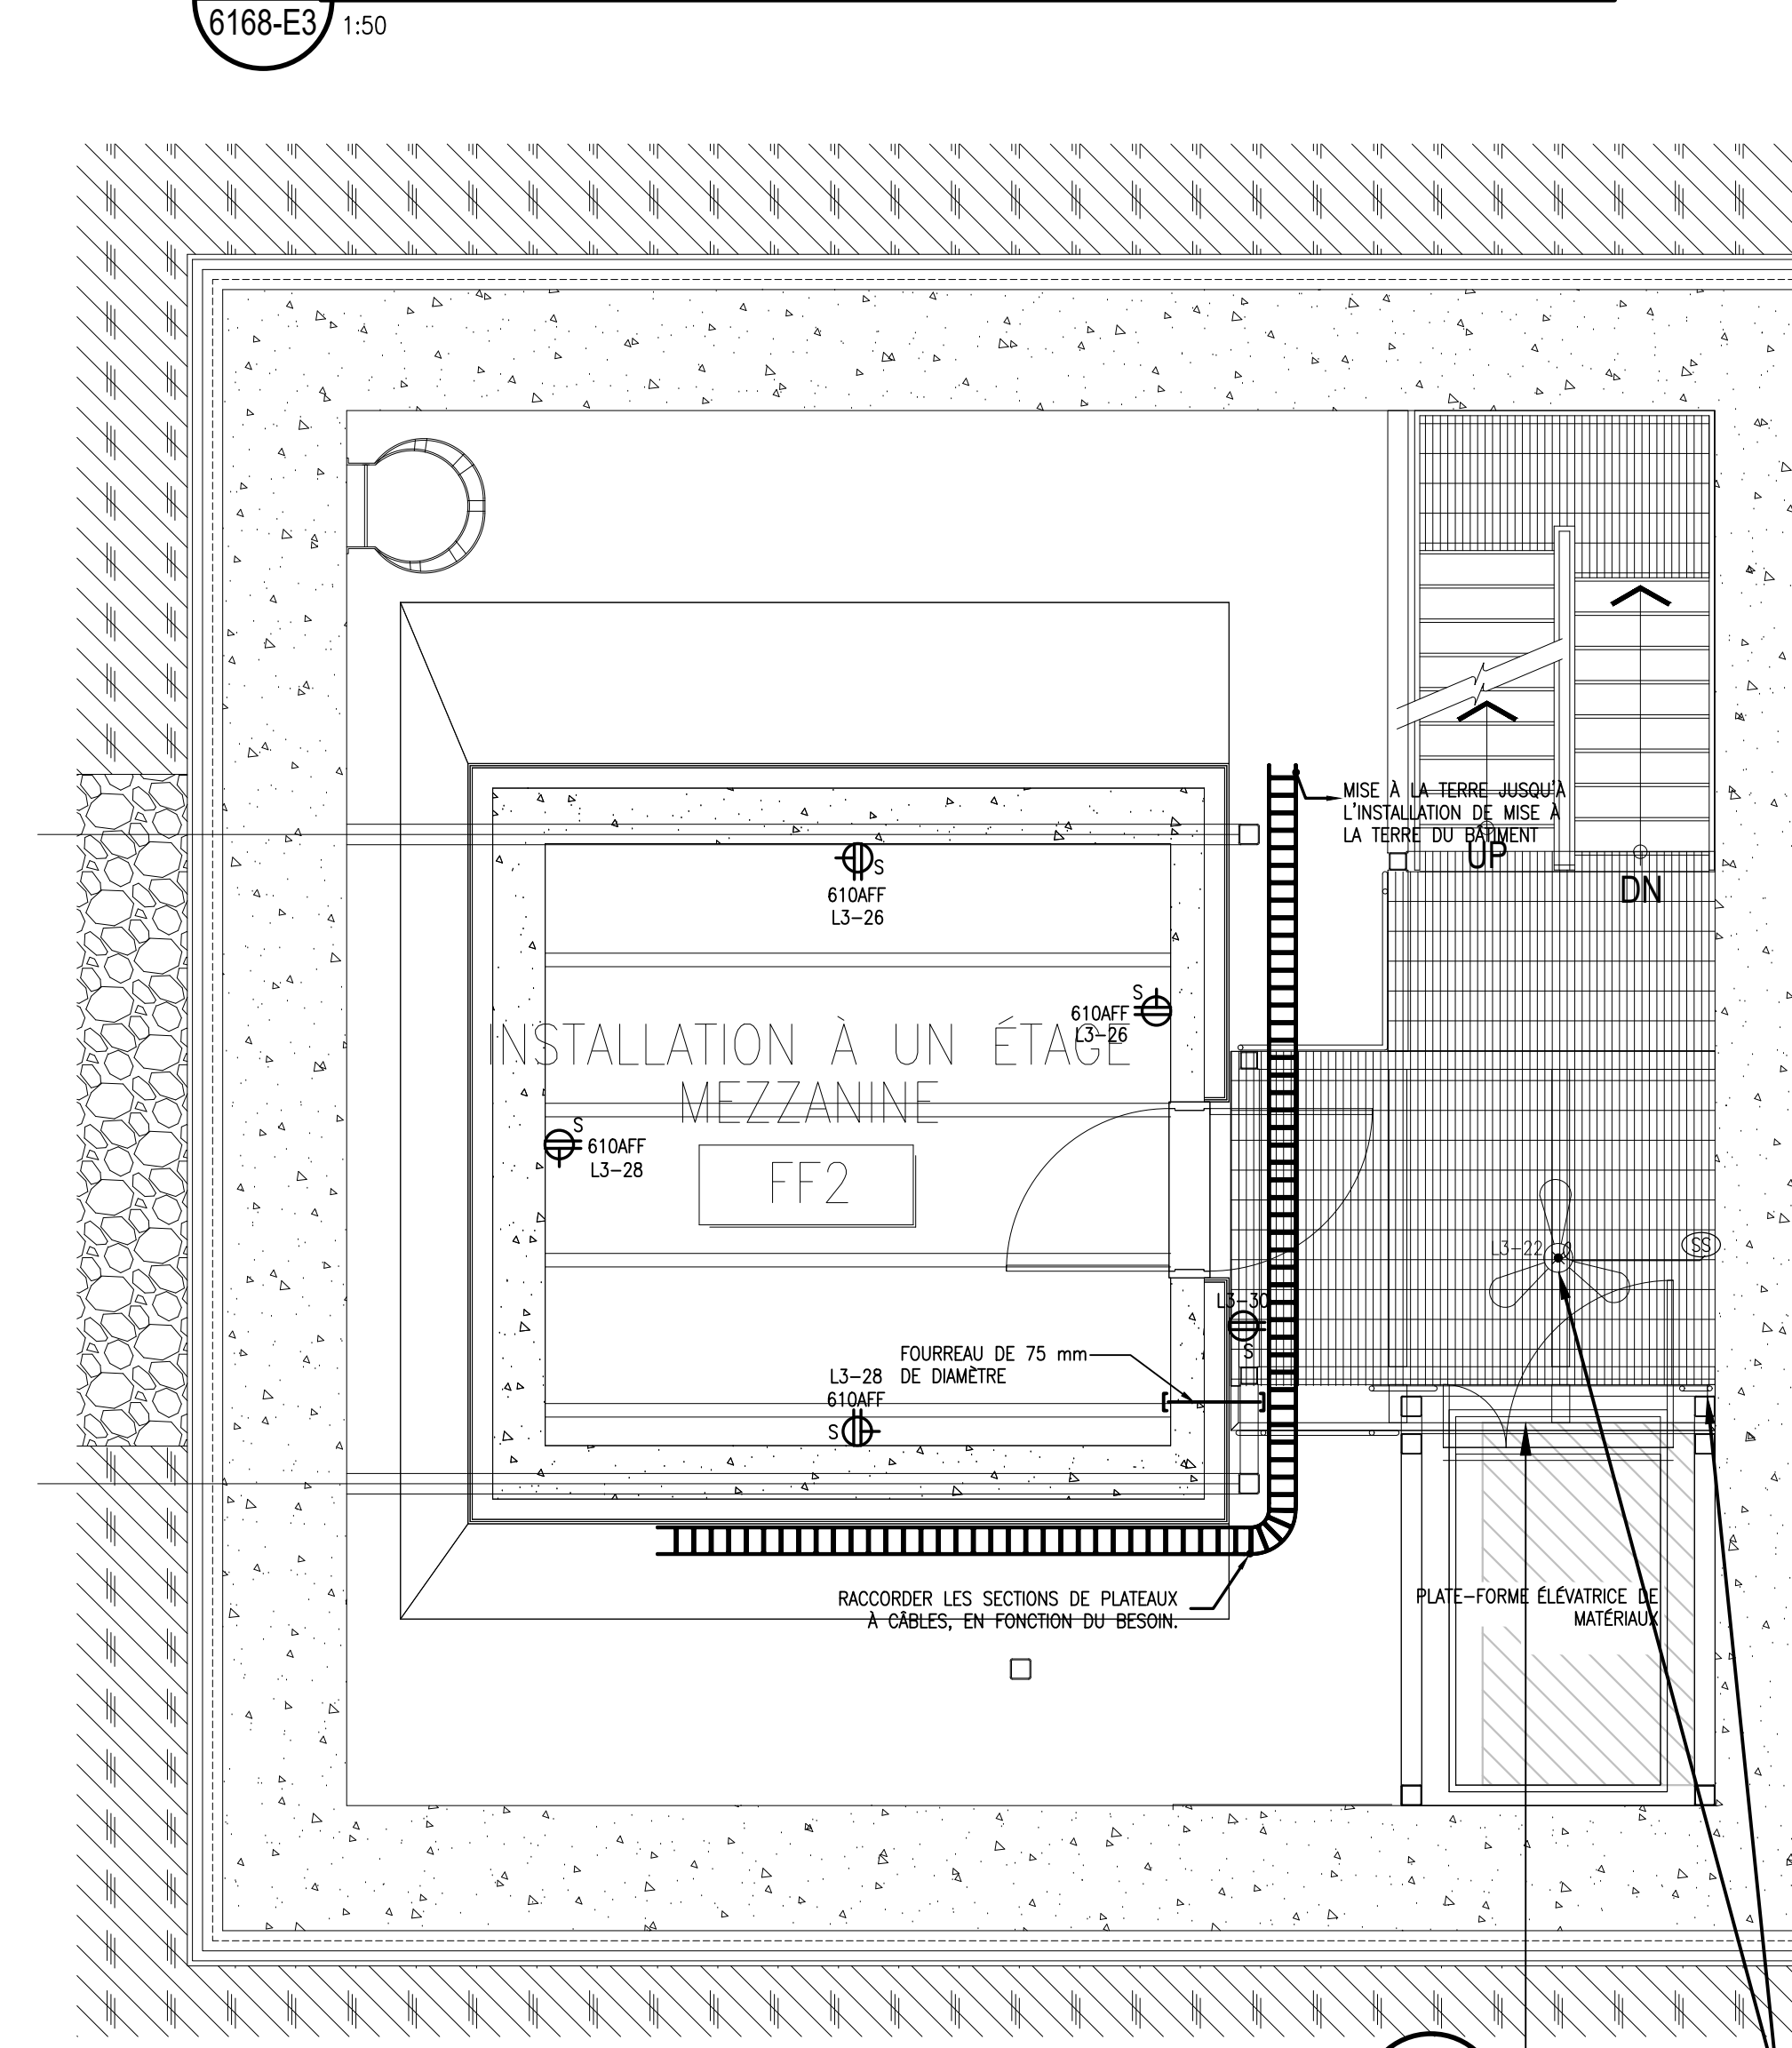 6168-E3
1:50
MISE À LA TERRE JUSQU'À
L'INSTALLATION DE MISE À
LA TERRE DU BÂTIMENT
UP
DN
S
610AFF
L3-26
S
610AFF
L3-26
INSTALLATION À UN ÉTAGE
MEZZANINE
FF2
S
610AFF
L3-28
L3-22
SS
L3-30
S
FOURREAU DE 75 mm
DE DIAMÈTRE
L3-28
610AFF
S
RACCORDER LES SECTIONS DE PLATEAUX
À CÂBLES, EN FONCTION DU BESOIN.
PLATE-FORME ÉLÉVATRICE DE
MATÉRIAUX